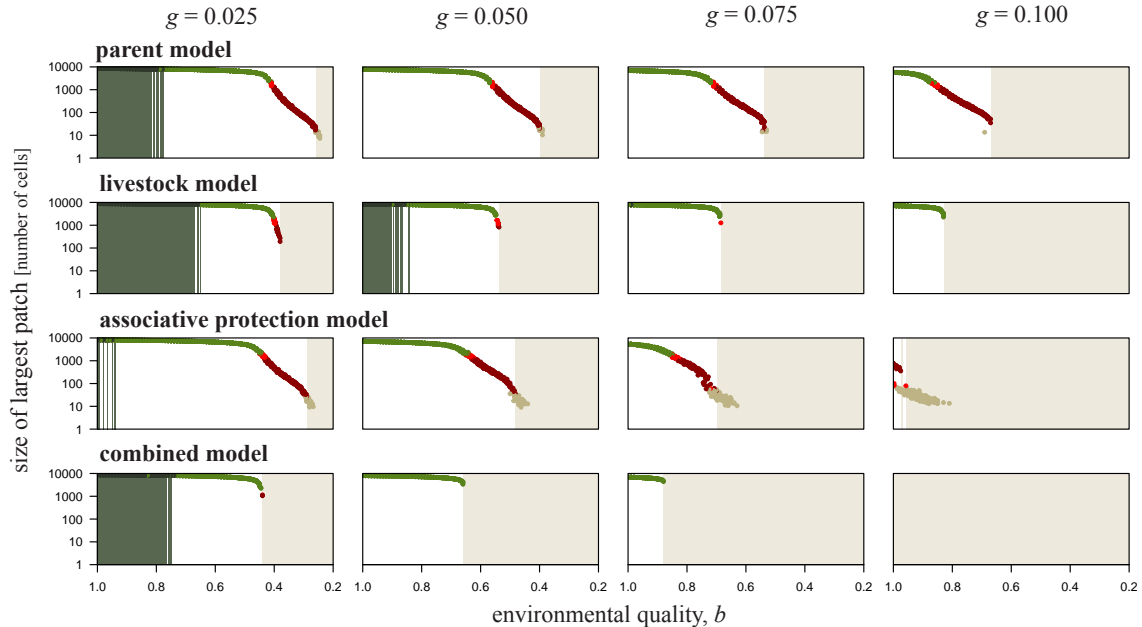 g = 0.025 g = 0.050 g = 0.075 g = 0.100
parent model
10000
1000
100
10
1
livestock model
10000
1000
100
10
1
associative protection model
10000
1000
100
10
1
combined model
10000
1000
100
10
1
1.0 0.8 0.6 0.4 0.2 1.0 0.8 0.6 0.4 0.2 1.0 0.8 0.6 0.4 0.2 1.0 0.8 0.6 0.4 0.2
size of largest patch [number of cells]
environmental quality, b